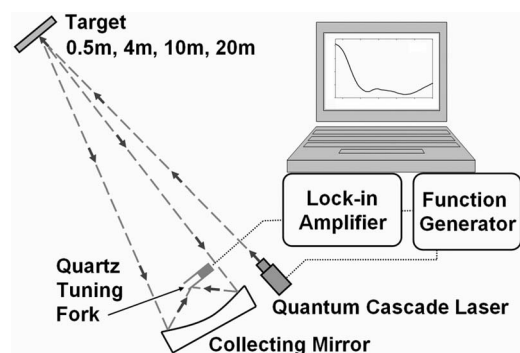 Target
0.5m, 4m, 10m, 20m
Lock-in
Amplifier
Function
Generator
Quartz
Tuning
Fork
Quantum Cascade Laser
Collecting Mirror